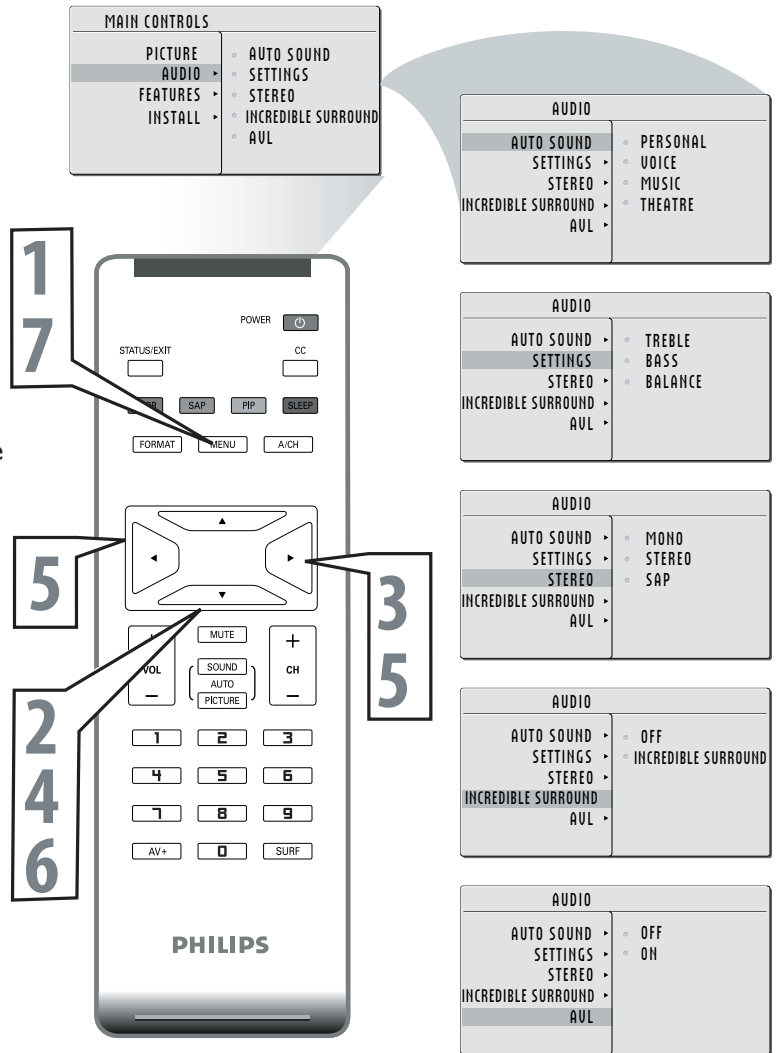 MAIN CONTROLS
PICTURE
AUDIO
FEATURES
INSTALL
AUTO SOUND
SETTINGS
STEREO
INCREDIBLE SURROUND
AVL
AUDIO
AUTO SOUND
SETTINGS
STEREO
INCREDIBLE SURROUND
AVL
PERSONAL
VOICE
MUSIC
THEATRE
AUDIO
AUTO SOUND
SETTINGS
STEREO
INCREDIBLE SURROUND
AVL
TREBLE
BASS
BALANCE
AUDIO
AUTO SOUND
SETTINGS
STEREO
INCREDIBLE SURROUND
AVL
MONO
STEREO
SAP
AUDIO
AUTO SOUND
SETTINGS
STEREO
INCREDIBLE SURROUND
AVL
OFF
INCREDIBLE SURROUND
AUDIO
AUTO SOUND
SETTINGS
STEREO
INCREDIBLE SURROUND
AVL
OFF
ON
1
7
e
5
2
4
6
3
5
POWER
STATUS/EXIT CC
SAP PIP SLEEP
FORMAT MENU A/CH
MUTE
+
VOL SOUND CH
AUTO
– PICTURE –
1 2 3
4 5 6
7 8 9
AV+ 0 SURF
PHILIPS